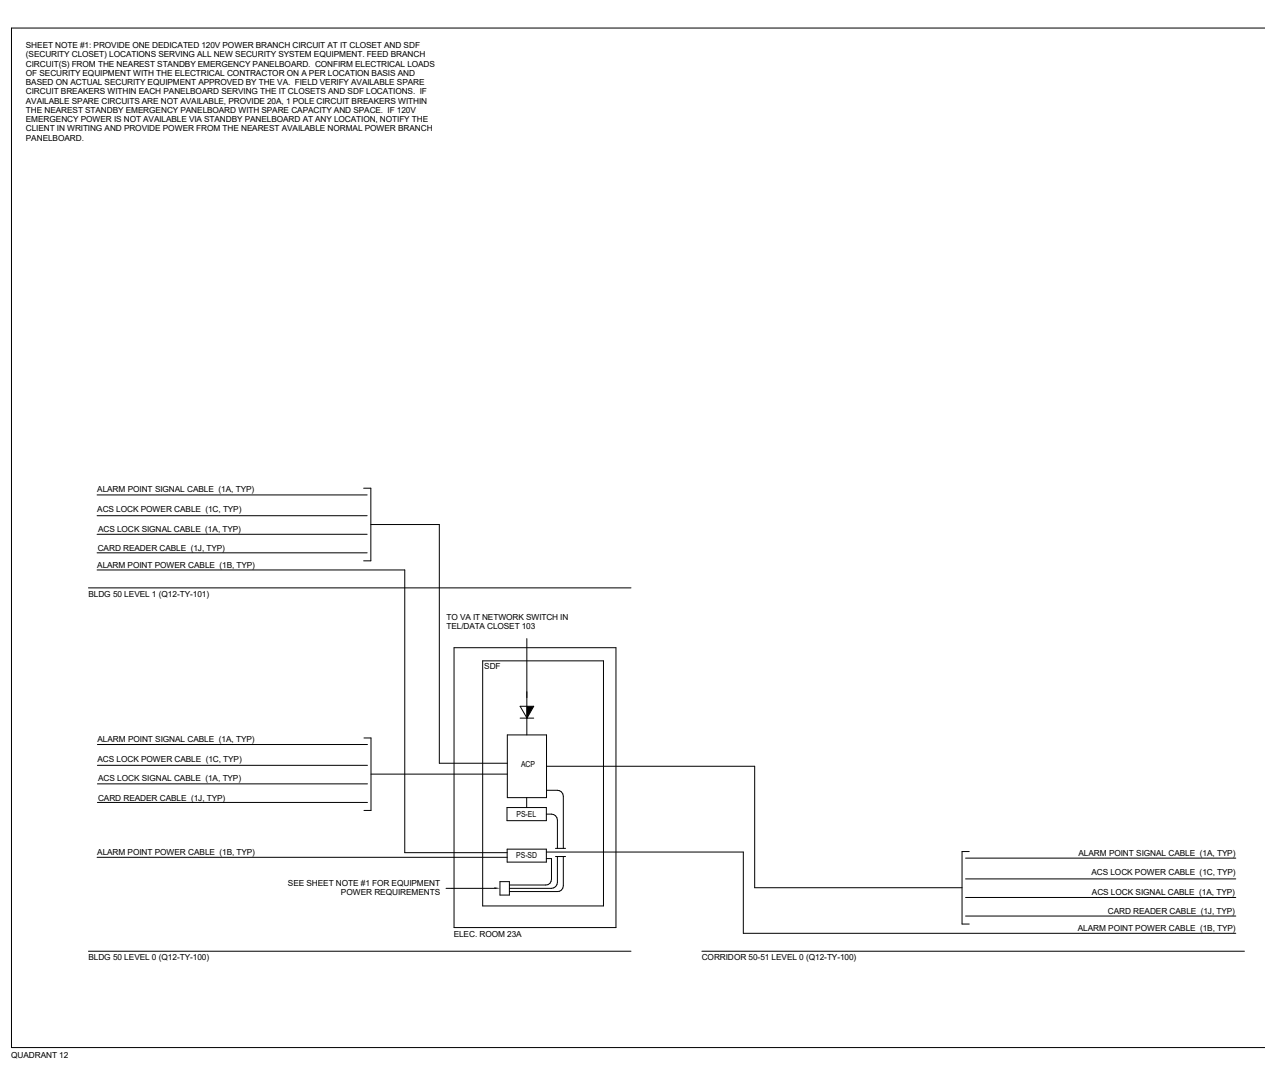 SHEET NOTE #1: PROVIDE ONE DEDICATED 120V POWER BRANCH CIRCUIT AT IT CLOSET AND SDF
(SECURITY CLOSET) LOCATIONS SERVING ALL NEW SECURITY SYSTEM EQUIPMENT. FEED BRANCH
CIRCUIT(S) FROM THE NEAREST STANDBY EMERGENCY PANELBOARD. CONFIRM ELECTRICAL LOADS
OF SECURITY EQUIPMENT WITH THE ELECTRICAL CONTRACTOR ON A PER LOCATION BASIS AND
BASED ON ACTUAL SECURITY EQUIPMENT APPROVED BY THE VA. FIELD VERIFY AVAILABLE SPARE
CIRCUIT BREAKERS WITHIN EACH PANELBOARD SERVING THE IT CLOSETS AND SDF LOCATIONS. IF
AVAILABLE SPARE CIRCUITS ARE NOT AVAILABLE, PROVIDE 20A, 1 POLE CIRCUIT BREAKERS WITHIN
THE NEAREST STANDBY EMERGENCY PANELBOARD WITH SPARE CAPACITY AND SPACE. IF 120V
EMERGENCY POWER IS NOT AVAILABLE VIA STANDBY PANELBOARD AT ANY LOCATION, NOTIFY THE
CLIENT IN WRITING AND PROVIDE POWER FROM THE NEAREST AVAILABLE NORMAL POWER BRANCH
PANELBOARD.
ALARM POINT SIGNAL CABLE (1A, TYP)
ACS LOCK POWER CABLE (1C, TYP)
ACS LOCK SIGNAL CABLE (1A, TYP)
CARD READER CABLE (1J, TYP)
ALARM POINT POWER CABLE (1B, TYP)
BLDG 50 LEVEL 1 (Q12-TY-101)
TO VA IT NETWORK SWITCH IN
TEL/DATA CLOSET 103
SDF
ALARM POINT SIGNAL CABLE (1A, TYP)
ACS LOCK POWER CABLE (1C, TYP)
ACS LOCK SIGNAL CABLE (1A, TYP)
CARD READER CABLE (1J, TYP)
ALARM POINT POWER CABLE (1B, TYP)
ACP
PS-EL
PS-SD
SEE SHEET NOTE #1 FOR EQUIPMENT
POWER REQUIREMENTS
ELEC. ROOM 23A
BLDG 50 LEVEL 0 (Q12-TY-100)
ALARM POINT SIGNAL CABLE (1A, TYP)
ACS LOCK POWER CABLE (1C, TYP)
ACS LOCK SIGNAL CABLE (1A, TYP)
CARD READER CABLE (1J, TYP)
ALARM POINT POWER CABLE (1B, TYP)
CORRIDOR 50-51 LEVEL 0 (Q12-TY-100)
QUADRANT 12